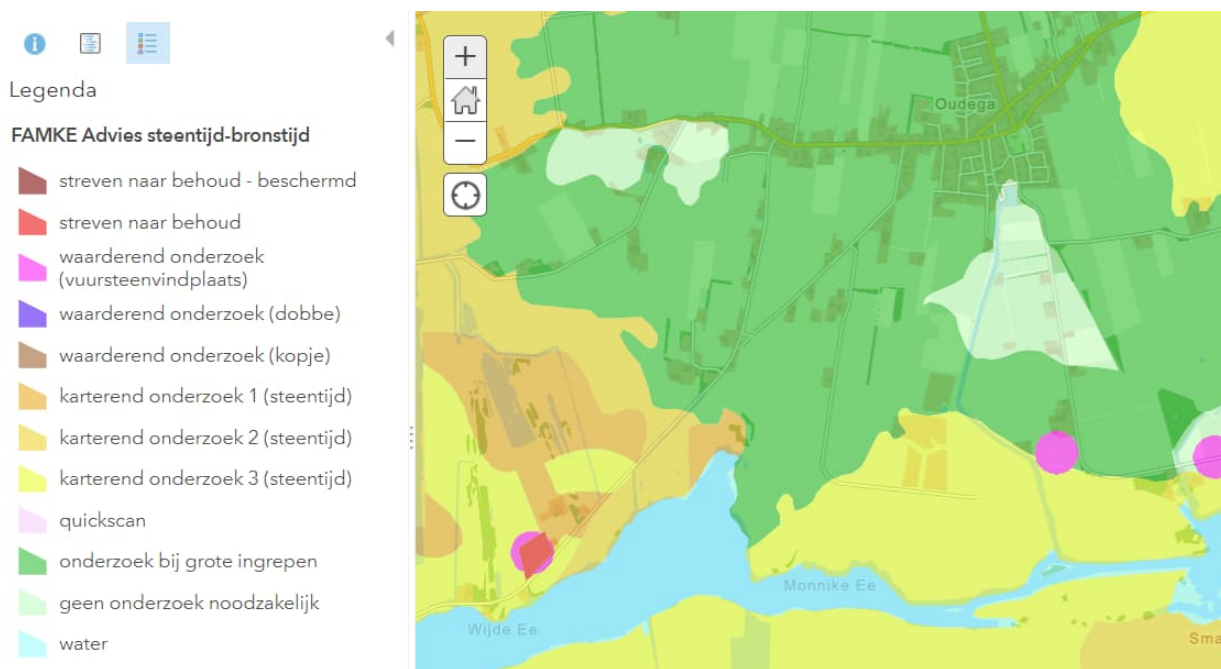 Legenda
FAMKE Advies steentijd-bronstijd
streven naar behoud - beschermd
streven naar behoud
waarderend onderzoek
(vuursteenvindplaats)
waarderend onderzoek (dobbe)
waarderend onderzoek (kopje)
karterend onderzoek 1 (steentijd)
karterend onderzoek 2 (steentijd)
karterend onderzoek 3 (steentijd)
quickscan
onderzoek bij grote ingrepen
geen onderzoek noodzakelijk
water
Oudega
Monnike Ee
Wijde Ee
Sma